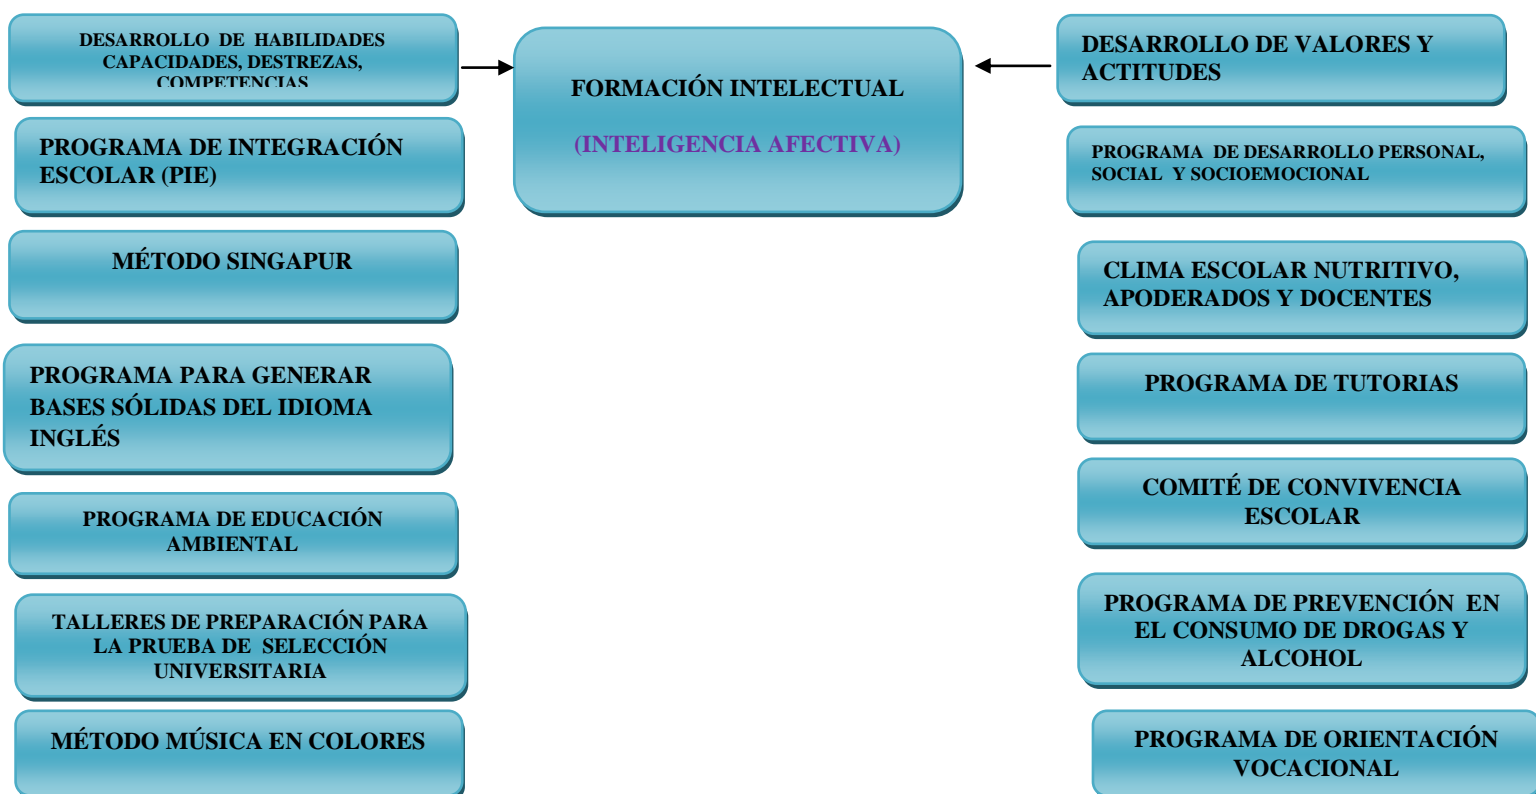 DESARROLLO DE HABILIDADES
CAPACIDADES, DESTREZAS,
COMPETENCIAS
PROGRAMA DE INTEGRACIÓN
ESCOLAR (PIE)
MÉTODO SINGAPUR
PROGRAMA PARA GENERAR
BASES SÓLIDAS DEL IDIOMA
INGLÉS
PROGRAMA DE EDUCACIÓN
AMBIENTAL
TALLERES DE PREPARACIÓN PARA
LA PRUEBA DE SELECCIÓN
UNIVERSITARIA
MÉTODO MÚSICA EN COLORES
FORMACIÓN INTELECTUAL
(INTELIGENCIA AFECTIVA)
DESARROLLO DE VALORES Y
ACTITUDES
PROGRAMA DE DESARROLLO PERSONAL,
SOCIAL Y SOCIOEMOCIONAL
CLIMA ESCOLAR NUTRITIVO,
APODERADOS Y DOCENTES
PROGRAMA DE TUTORIAS
COMITÉ DE CONVIVENCIA
ESCOLAR
PROGRAMA DE PREVENCIÓN EN
EL CONSUMO DE DROGAS Y
ALCOHOL
PROGRAMA DE ORIENTACIÓN
VOCACIONAL